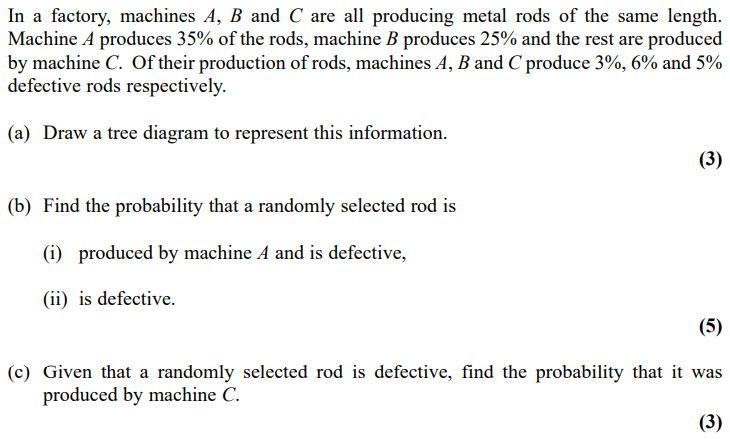 In a factory, machines A, B and C are all producing metal rods of the same length.
Machine A produces 35% of the rods, machine B produces 25% and the rest are produced
by machine C. Of their production of rods, machines A, B and C produce 3%, 6% and 5%
defective rods respectively.
(a) Draw a tree diagram to represent this information.
(3)
(b) Find the probability that a randomly selected rod is
(i) produced by machine A and is defective,
(ii) is defective.
(5)
(c) Given that a randomly selected rod is defective, find the probability that it was
produced by machine C.
(3)